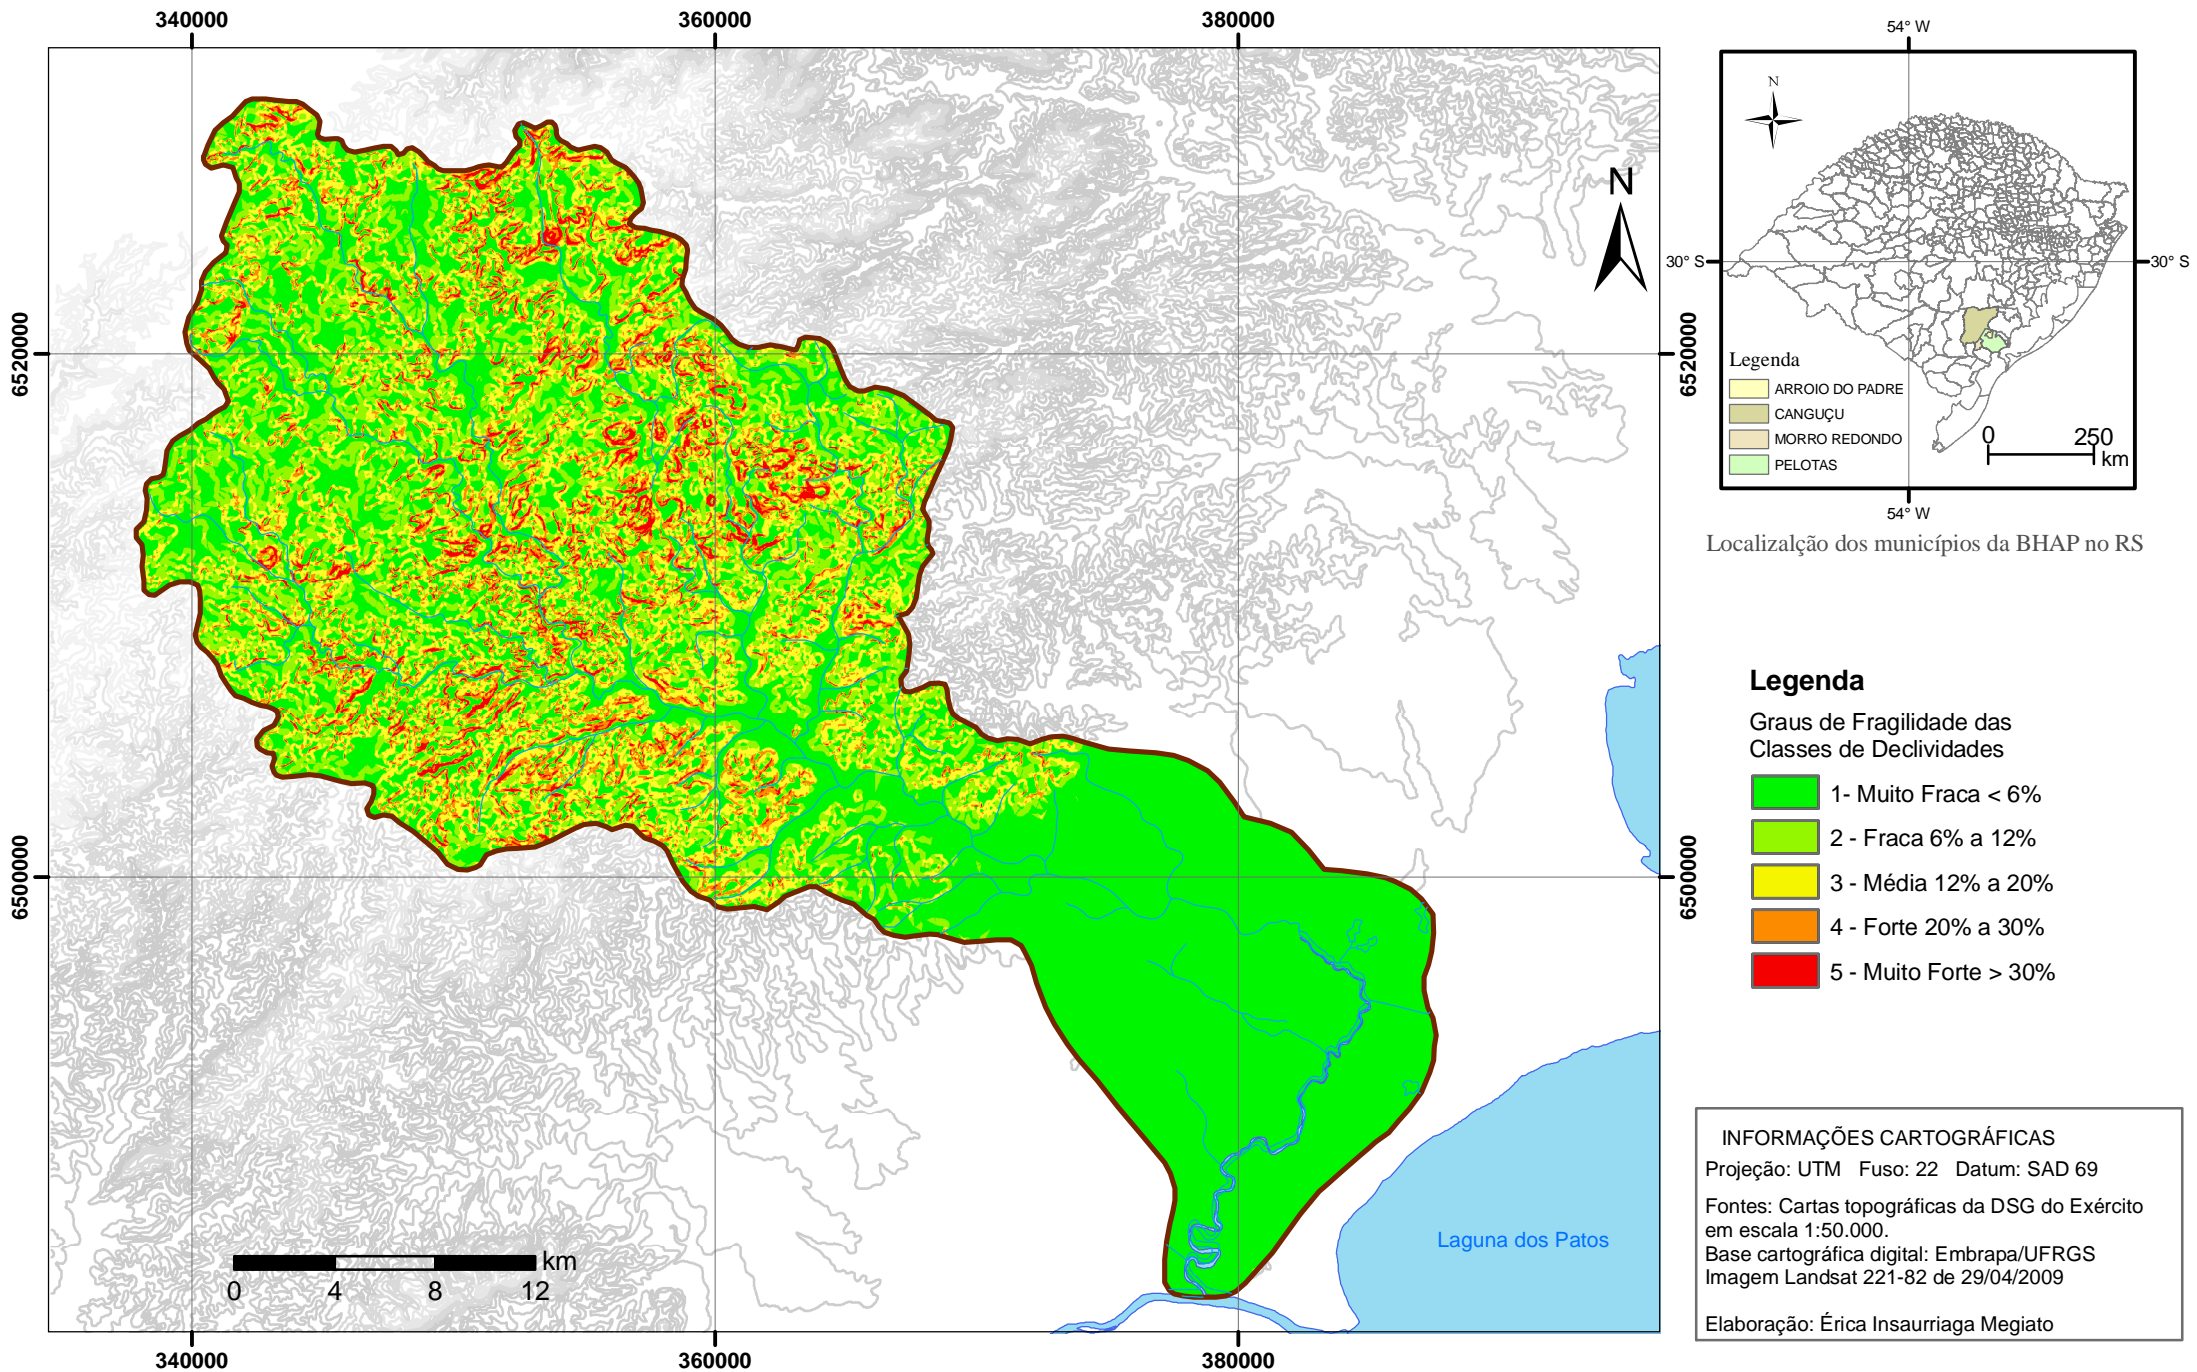 340000
360000
380000
6520000
6500000
6520000
6500000
N
Laguna dos Patos
km
0
4
8
12
340000
360000
380000
54° W
N
30° S
30° S
Legenda
ARROIO DO PADRE
CANGUÇU
MORRO REDONDO
PELOTAS
0
250
km
54° W
Localizalção dos municípios da BHAP no RS
Legenda
Graus de Fragilidade das
Classes de Declividades
1- Muito Fraca < 6%
2 - Fraca 6% a 12%
3 - Média 12% a 20%
4 - Forte 20% a 30%
5 - Muito Forte > 30%
INFORMAÇÕES CARTOGRÁFICAS
Projeção: UTM Fuso: 22 Datum: SAD 69
Fontes: Cartas topográficas da DSG do Exército
em escala 1:50.000.
Base cartográfica digital: Embrapa/UFRGS
Imagem Landsat 221-82 de 29/04/2009
Elaboração: Érica Insaurriaga Megiato